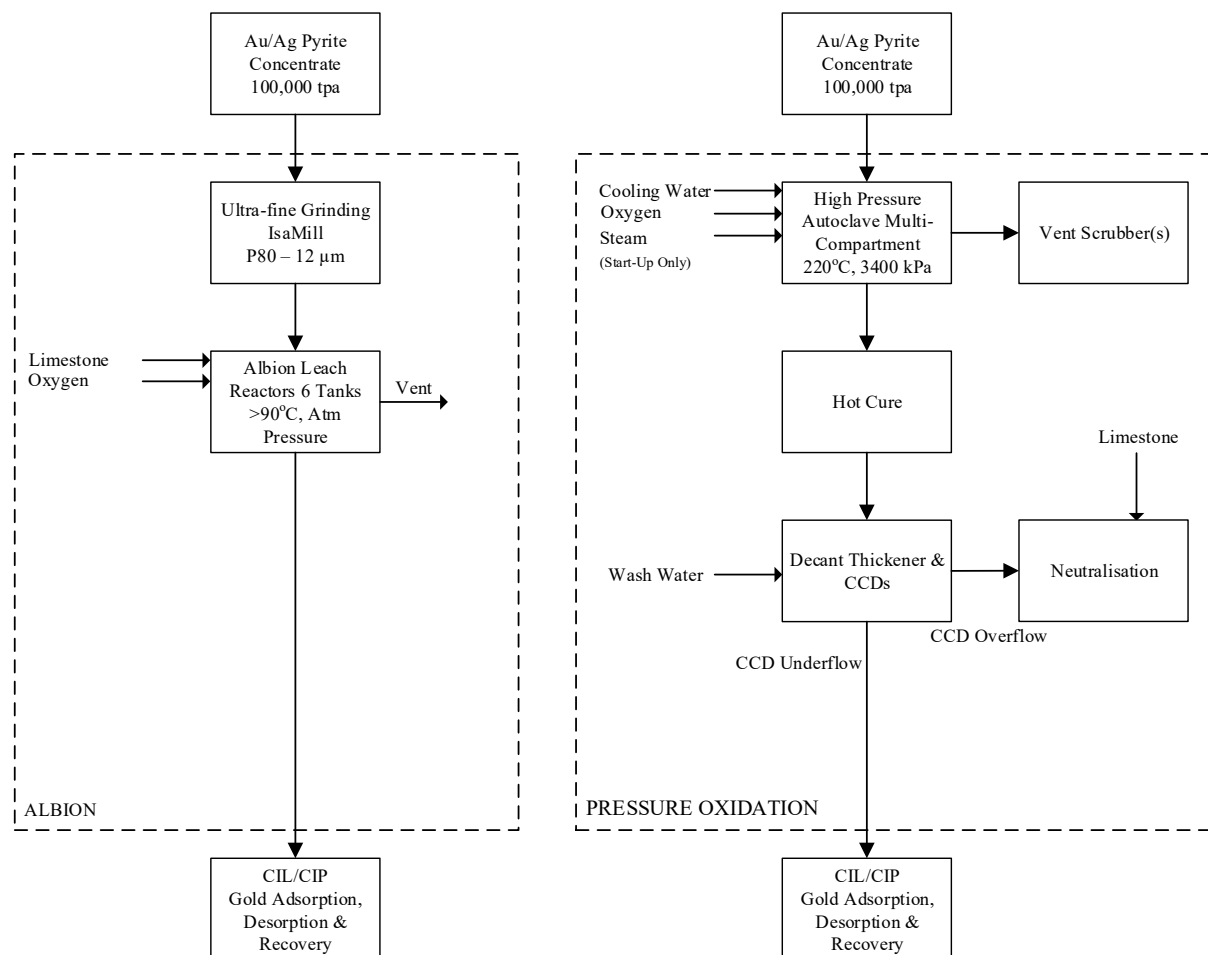 Au/Ag Pyrite
Concentrate
100,000 tpa
Ultra-fine Grinding
IsaMill
P80 – 12 µm
Limestone
Oxygen
Albion Leach
Reactors 6 Tanks
>90°C, Atm
Pressure
Vent
ALBION
CIL/CIP
Gold Adsorption,
Desorption &
Recovery
Au/Ag Pyrite
Concentrate
100,000 tpa
Cooling Water
Oxygen
Steam
(Start-Up Only)
High Pressure
Autoclave Multi-
Compartment
220°C, 3400 kPa
Vent Scrubber(s)
Hot Cure
Limestone
Wash Water
Decant Thickener &
CCDs
Neutralisation
CCD Overflow
CCD Underflow
PRESSURE OXIDATION
CIL/CIP
Gold Adsorption,
Desorption &
Recovery